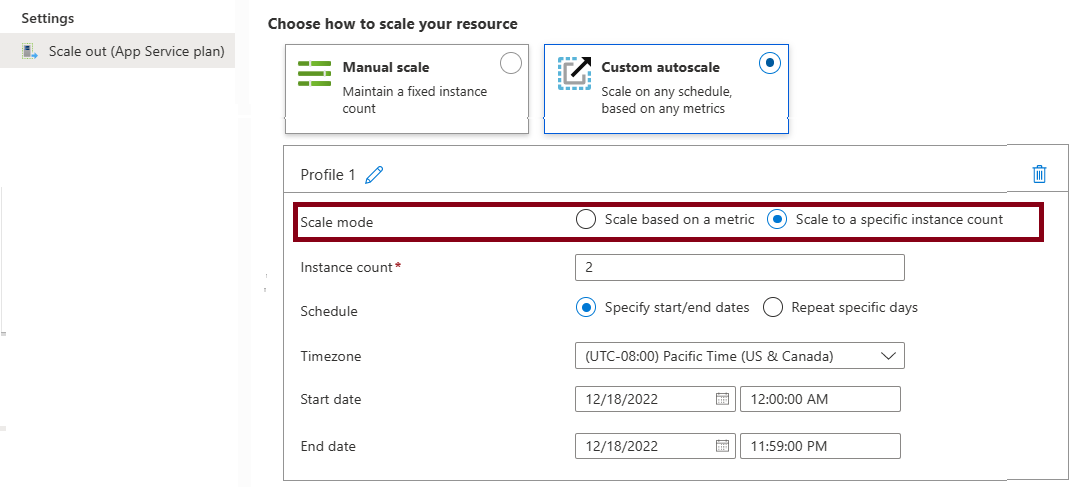 Settings
Scale out (App Service plan)
Choose how to scale your resource
Manual scale
Maintain a fixed instance
count
Custom autoscale
Scale on any schedule,
based on any metrics
Profile 1
Scale mode
Scale based on a metric
Scale to a specific instance count
Instance count*
2
Schedule
Specify start/end dates
Repeat specific days
Timezone
(UTC-08:00) Pacific Time (US & Canada)
Start date
12/18/2022
12:00:00 AM
End date
12/18/2022
11:59:00 PM